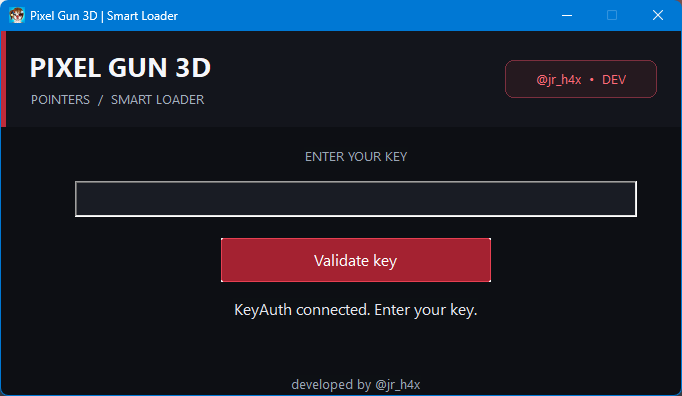 Pixel Gun 3D | Smart Loader
PIXEL GUN 3D
POINTERS / SMART LOADER
@jr_h4x • DEV
ENTER YOUR KEY
Validate key
KeyAuth connected. Enter your key.
developed by @jr_h4x